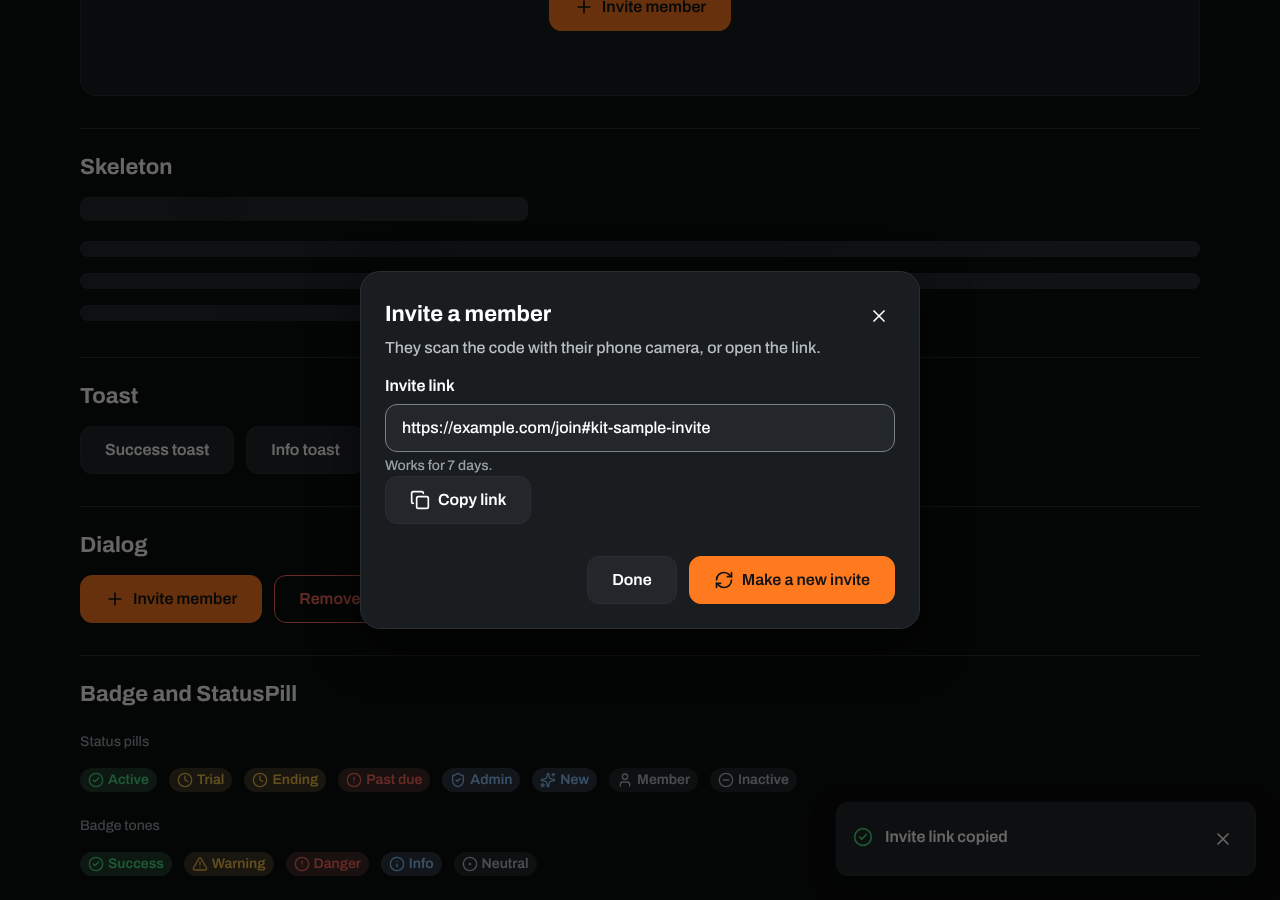 Invite member
Skeleton
Invite a member
They scan the code with their phone camera, or open the link.
Invite link
https://example.com/join#kit-sample-invite
Works for 7 days.
Copy link
Done
Make a new invite
Toast
Success toast
Info toast
Dialog
Invite member
Remove
Badge and StatusPill
Status pills
Active
Trial
Ending
Past due
Admin
New
Member
Inactive
Badge tones
Success
Warning
Danger
Info
Neutral
Invite link copied